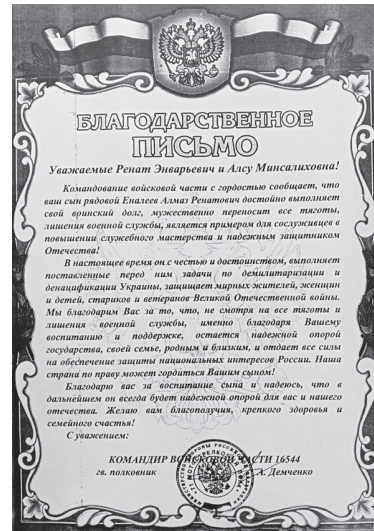 БЛАГОДАРСТВЕННОЕ
ПИСЬМО
Уважаемые Ренат Энварьевич и Алсу Минсалиховна!
Командование войсковой части с гордостью сообщает, что
ваш сын рядовой Еналеев Алмаз Ренатович достойно выполняет
свой воинский долг, мужественно переносит все тяготы,
лишения военной службы, является примером для сослуживцев в
повышении служебного мастерства и надежным защитником
Отечества!
В настоящее время он с честью и достоинством, выполняет
поставленные перед ним задачи по демилитаризации и
денацификации Украины, защищает мирных жителей, женщин
и детей, стариков и ветеранов Великой Отечественной войны.
Мы благодарим Вас за то, что, не смотря на все тяготы и
лишения военной службы, именно благодаря Вашему
воспитанию и поддержке, остается надежной опорой
государства, своей семье, родным и близким, и отдает все силы
на обеспечение защиты национальных интересов России. Наша
страна по праву может гордиться Вашим сыном!
Благодарю вас за воспитание сына и надеюсь, что в
дальнейшем он всегда будет надежной опорой для вас и нашего
отечества. Желаю вам благополучия, крепкого здоровья и
семейного счастья!
С уважением:
КОМАНДИР ВОЙСКОВОЙ ЧАСТИ 16544
гв. полковник А. Демченко